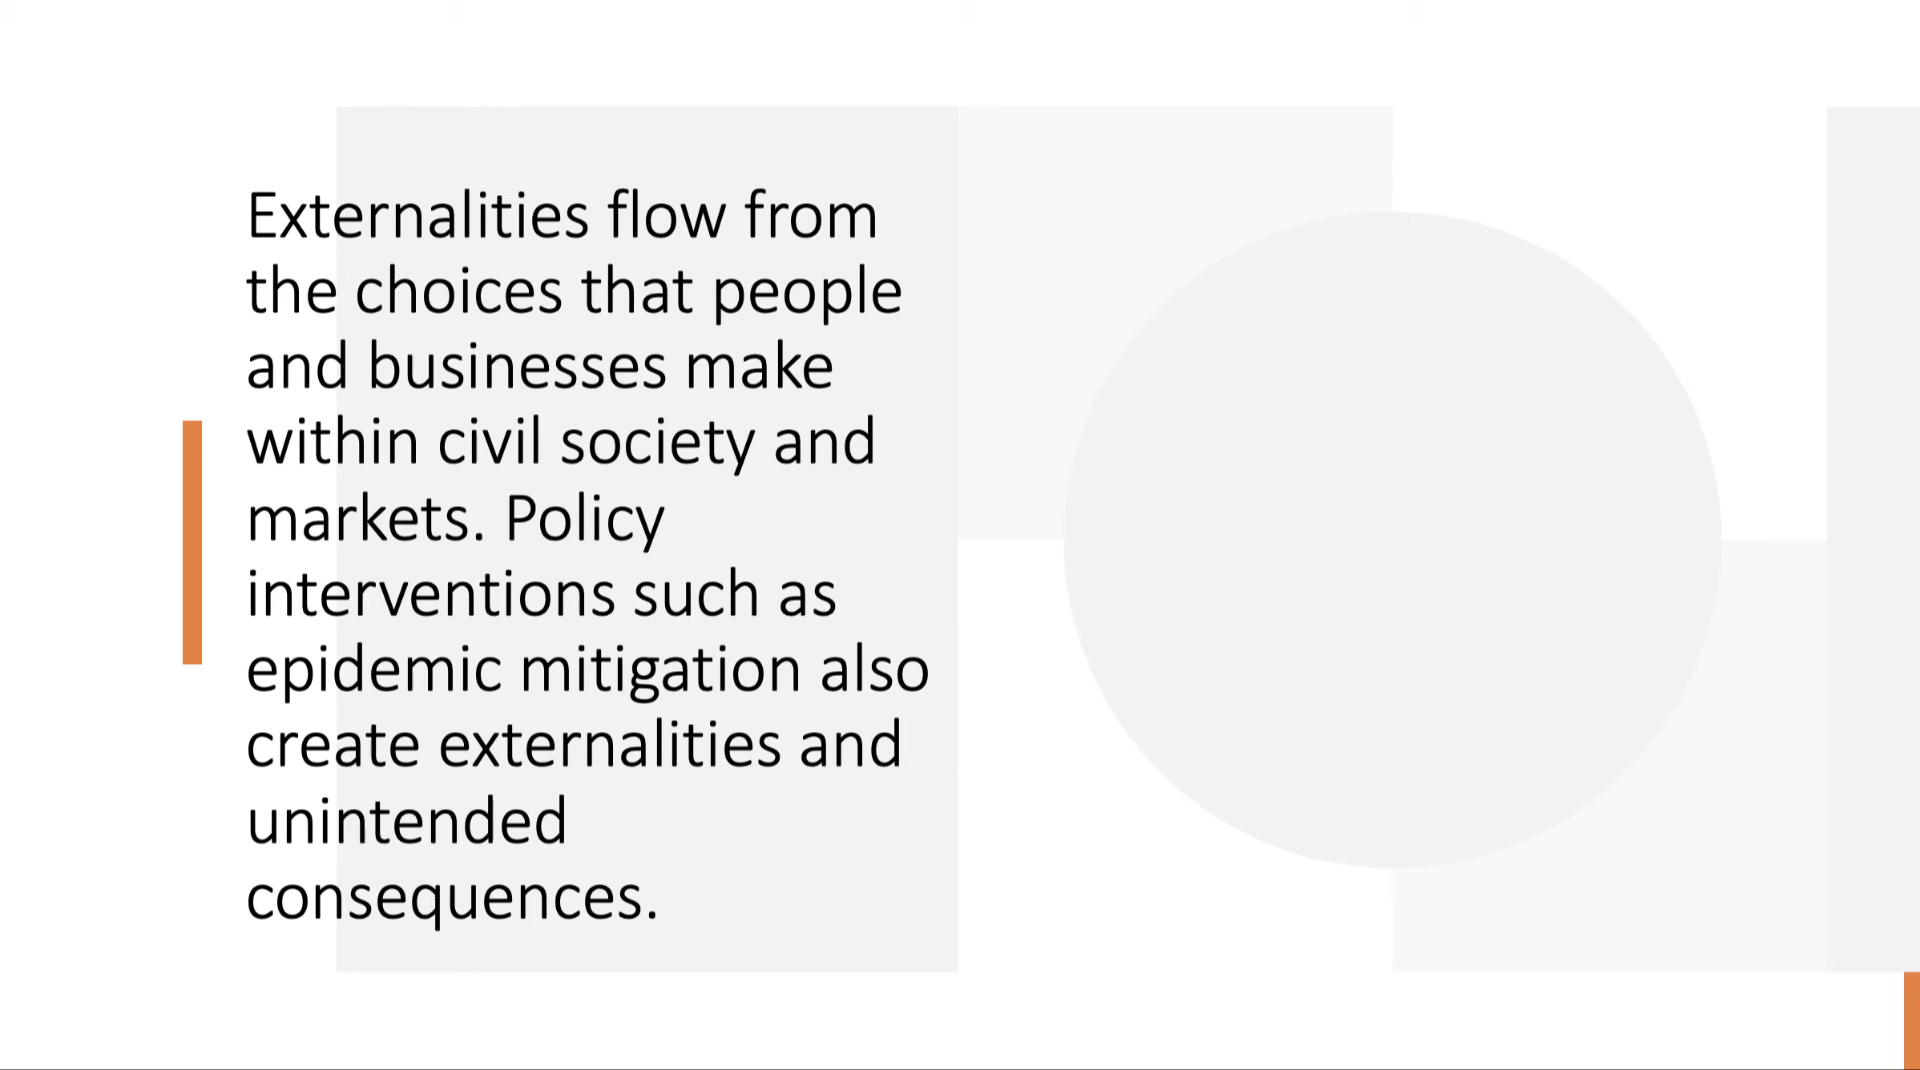 Externalities flow from
the choices that people
and businesses make
within civil society and
markets. Policy
interventions such as
epidemic mitigation also
create externalities and
unintended
consequences.